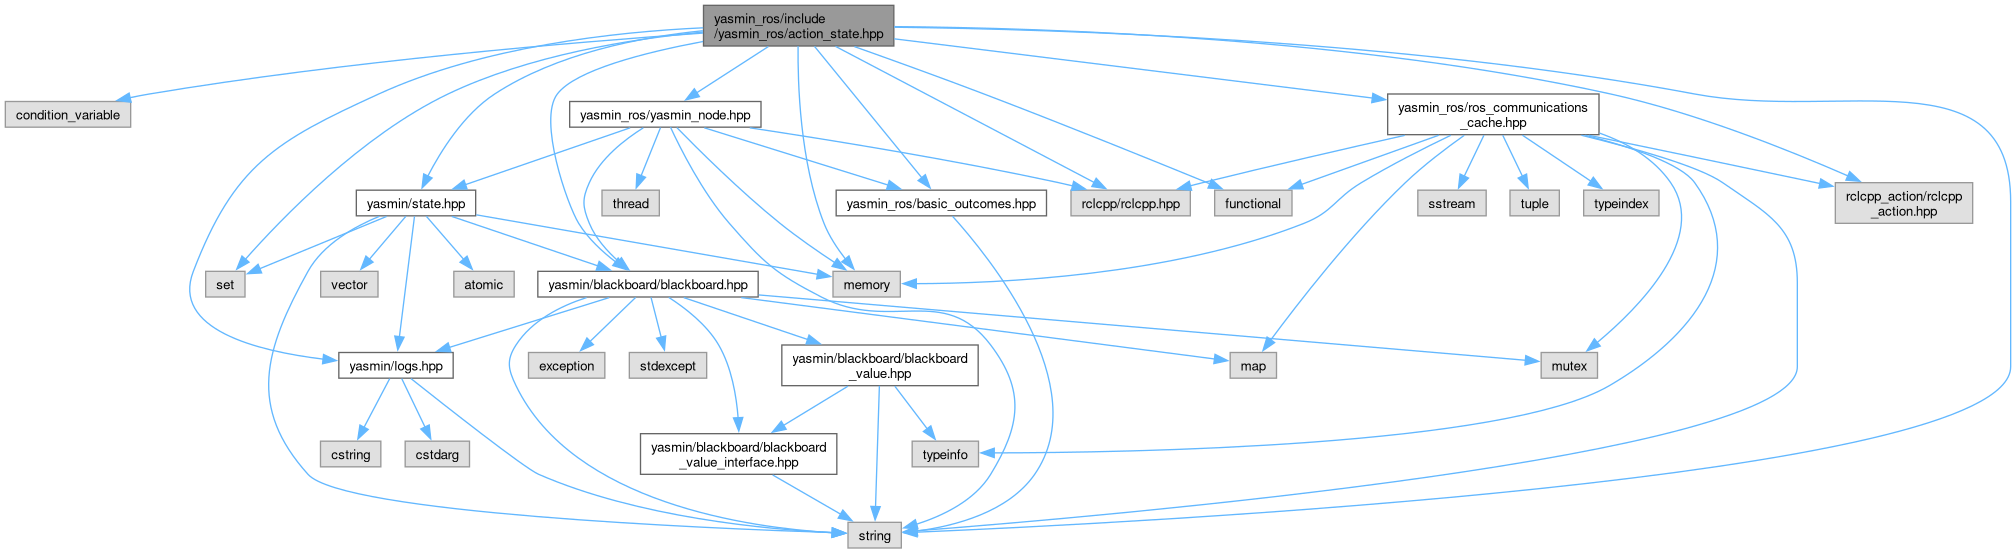 yasmin_ros/include
/yasmin_ros/action_state.hpp
condition_variable
yasmin_ros/yasmin_node.hpp
yasmin_ros/ros_communications
_cache.hpp
yasmin/state.hpp
thread
yasmin_ros/basic_outcomes.hpp
rclcpp/rclcpp.hpp
functional
sstream
tuple
typeindex
rclcpp_action/rclcpp
_action.hpp
set
vector
atomic
yasmin/blackboard/blackboard.hpp
memory
yasmin/logs.hpp
exception
stdexcept
yasmin/blackboard/blackboard
_value.hpp
map
mutex
cstring
cstdarg
yasmin/blackboard/blackboard
_value_interface.hpp
typeinfo
string